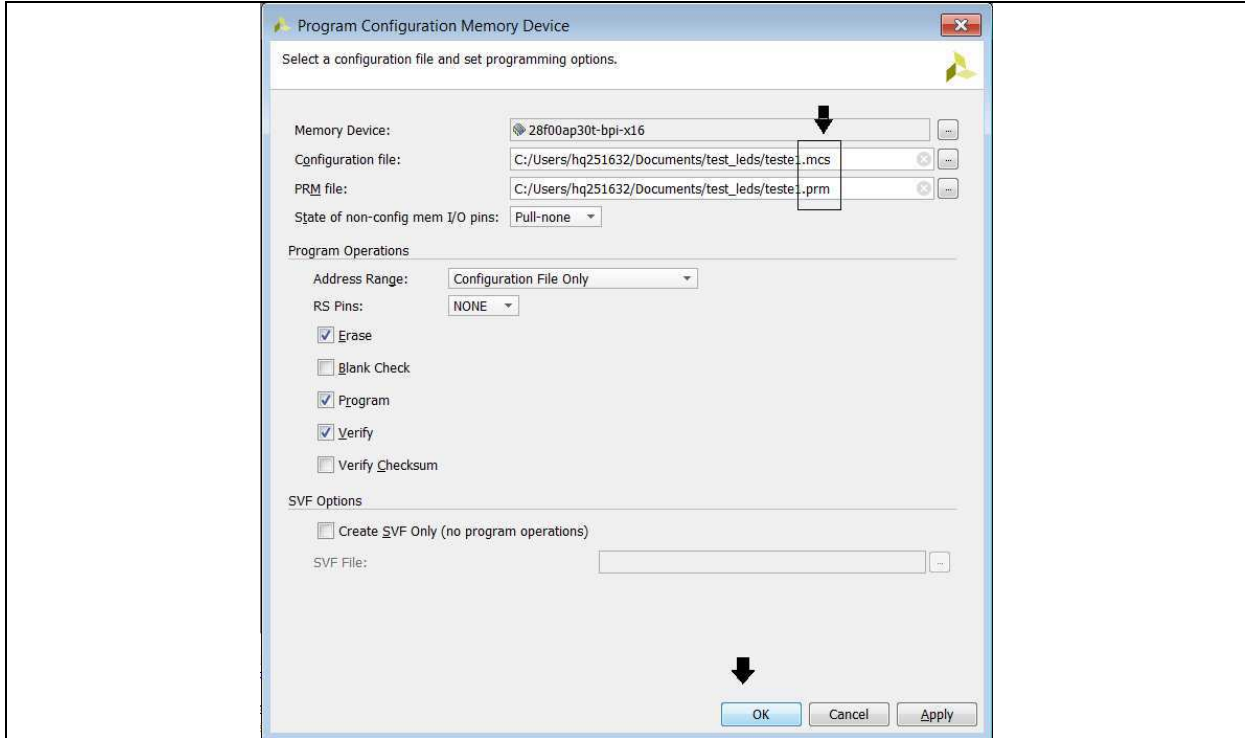 Program Configuration Memory Device
Select a configuration file and set programming options.
Memory Device: 28f00ap30t-bpi-x16 ...
Configuration file: C:/Users/hq251632/Documents/test_leds/teste1.mcs ...
PRM file: C:/Users/hq251632/Documents/test_leds/teste1.prm ...
State of non-config mem I/O pins: Pull-none
Program Operations
Address Range: Configuration File Only
RS Pins: NONE
Erase
Blank Check
Program
Verify
Verify Checksum
SVF Options
Create SVF Only (no program operations)
SVF File: ...
OK Cancel Apply